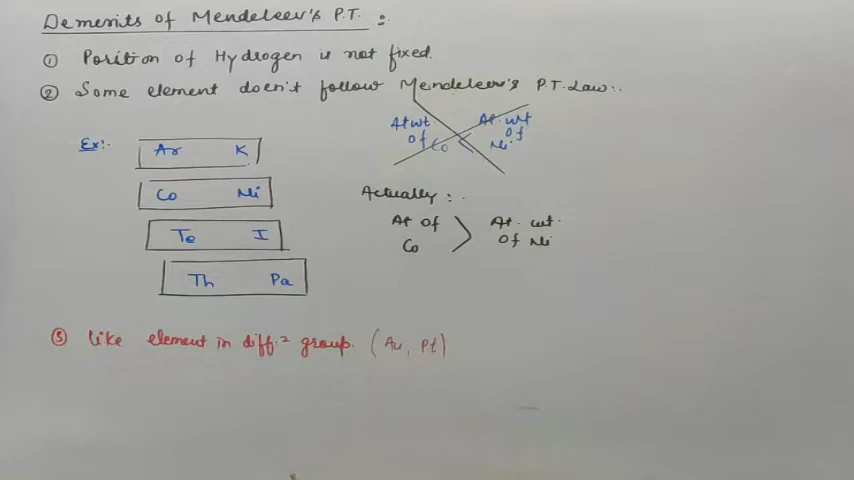 Demerits of Mendeleev's P.T. :
① Position of Hydrogen is not fixed.
② Some element doesn't follow Mendeleev's P.T. Law:.
At wt of Co < At. wt of Ni
Ex:-
Ar K
Co Ni
Te I
Th Pa
Actually :-
At of Co > At. wt. of Ni
③ like element in diff.² group. (Au, Pt)